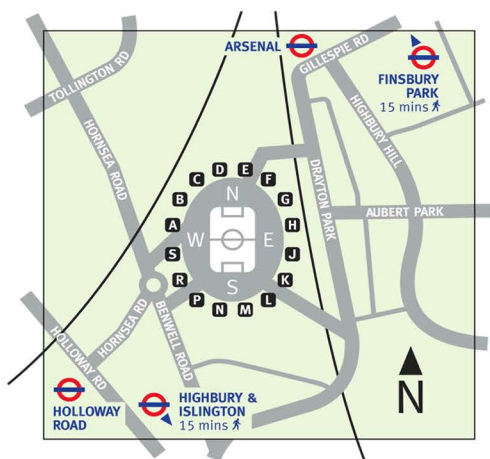 ARSENAL
GILLESPIE RD
FINSBURY
PARK
15 mins
TOLLINGTON RD
HORNSEA ROAD
HIGHBURY HILL
DRAYTON PARK
AUBERT PARK
A
B
C
D
E
F
G
H
J
K
L
M
N
P
R
S
N
W
E
S
HORNSEA RD
BENWELL ROAD
HOLLOWAY RD
HOLLOWAY
ROAD
HIGHBURY &
ISLINGTON
15 mins
N